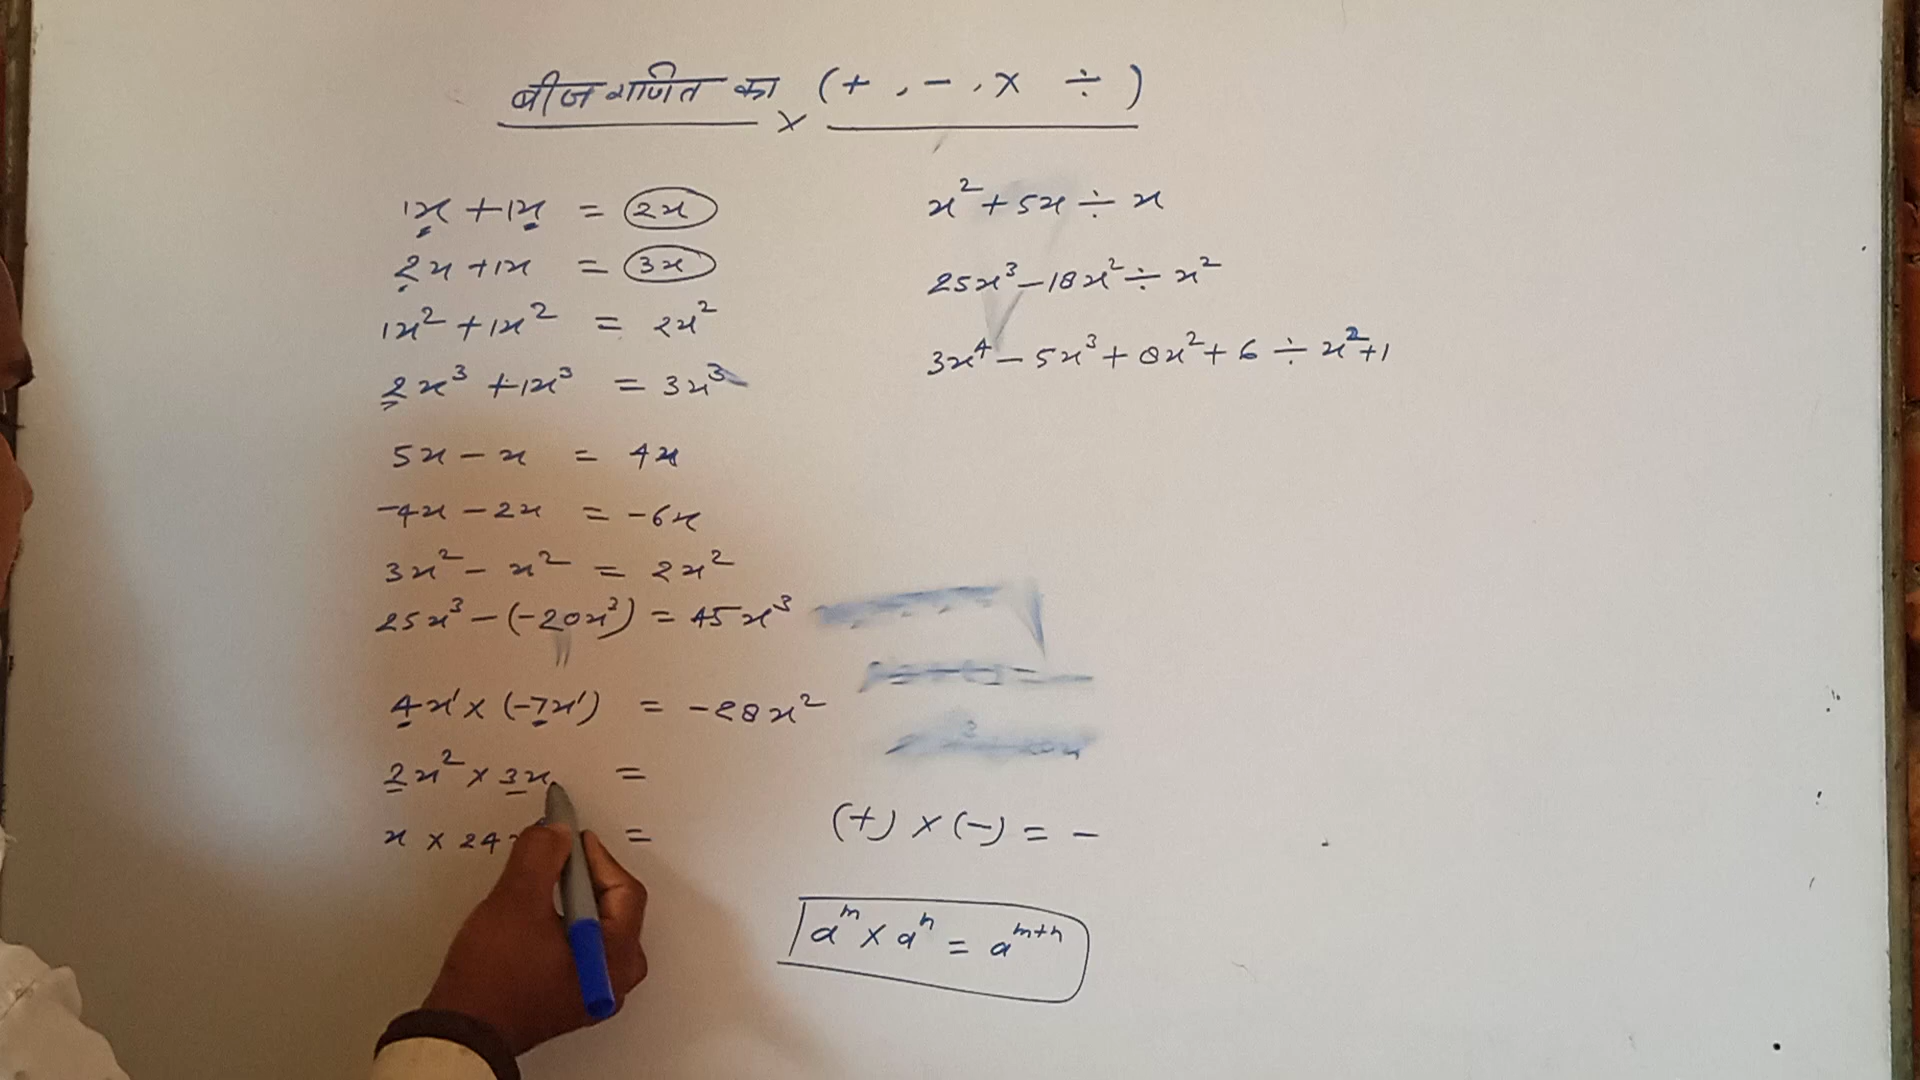 बीजगणित का (+, -, × ÷)
×
1x + 1x = 2x
2x + 1x = 3x
1x² + 1x² = 2x²
2x³ + 1x³ = 3x³
5x - x = 4x
-4x - 2x = -6x
3x² - x² = 2x²
25x³ - (-20x³) = 45x³
4x¹ × (-7x¹) = -28x²
2x² × 3x =
x × 24 =
x² + 5x ÷ x
25x³ - 18x² ÷ x²
3x⁴ - 5x³ + 8x² + 6 ÷ x² + 1
(+) × (-) = -
aᵐ × aⁿ = aᵐ⁺ⁿ